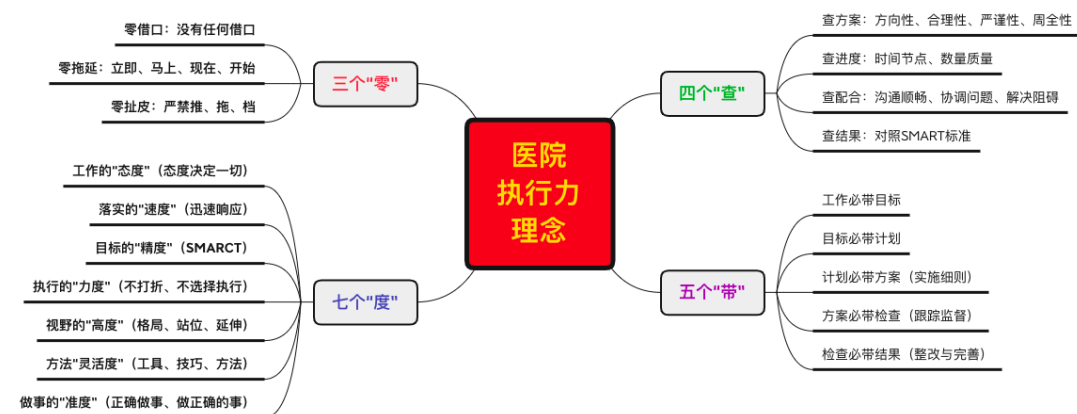 医院
执行力
理念
三个"零"
零借口：没有任何借口
零拖延：立即、马上、现在、开始
零扯皮：严禁推、拖、档
四个"查"
查方案：方向性、合理性、严谨性、周全性
查进度：时间节点、数量质量
查配合：沟通顺畅、协调问题、解决阻碍
查结果：对照SMART标准
五个"带"
工作必带目标
目标必带计划
计划必带方案（实施细则）
方案必带检查（跟踪监督）
检查必带结果（整改与完善）
七个"度"
工作的"态度"（态度决定一切）
落实的"速度"（迅速响应）
目标的"精度"（SMARCT）
执行的"力度"（不打折、不选择执行）
视野的"高度"（格局、站位、延伸）
方法"灵活度"（工具、技巧、方法）
做事的"准度"（正确做事、做正确的事）